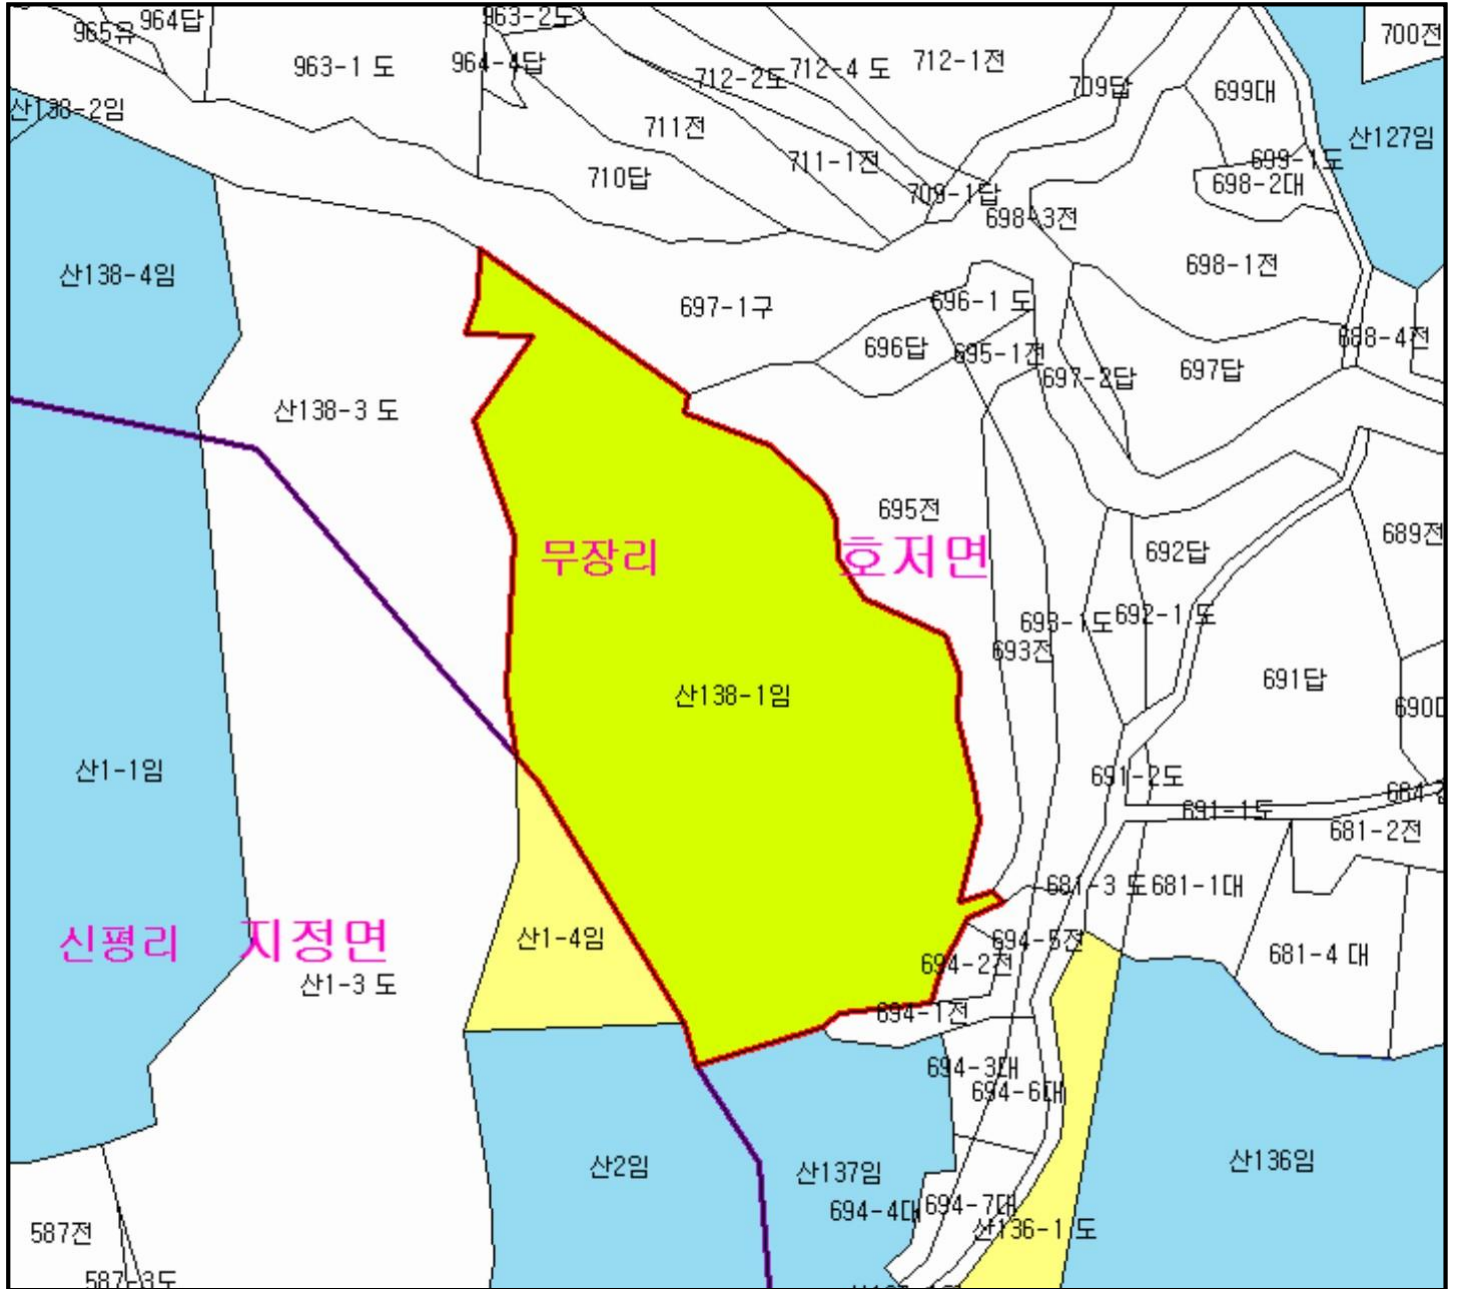 963-2도
964답
965유
700전
712-1전
963-1 도
964-4답
712-4 도
712-2도
709답
699대
산138-2임
711전
산127임
699-1도
711-1전
710답
698-2대
709-1답
698-3전
698-1전
산138-4임
696-1 도
697-1구
688-4전
696답
695-1전
697답
697-2답
산138-3 도
695전
689전
692답
무장리
호저면
692-1 도
693-1도
693전
691답
산138-1임
산1-1임
691-2도
691-1도
681-2전
681-3 도
681-1대
산1-4임
694-5전
신평리
지정면
681-4 대
694-2전
산1-3 도
694-1전
694-3대
694-6대
산2임
산137임
산136임
694-7대
694-4대
587전
산136-1 도
587-3도